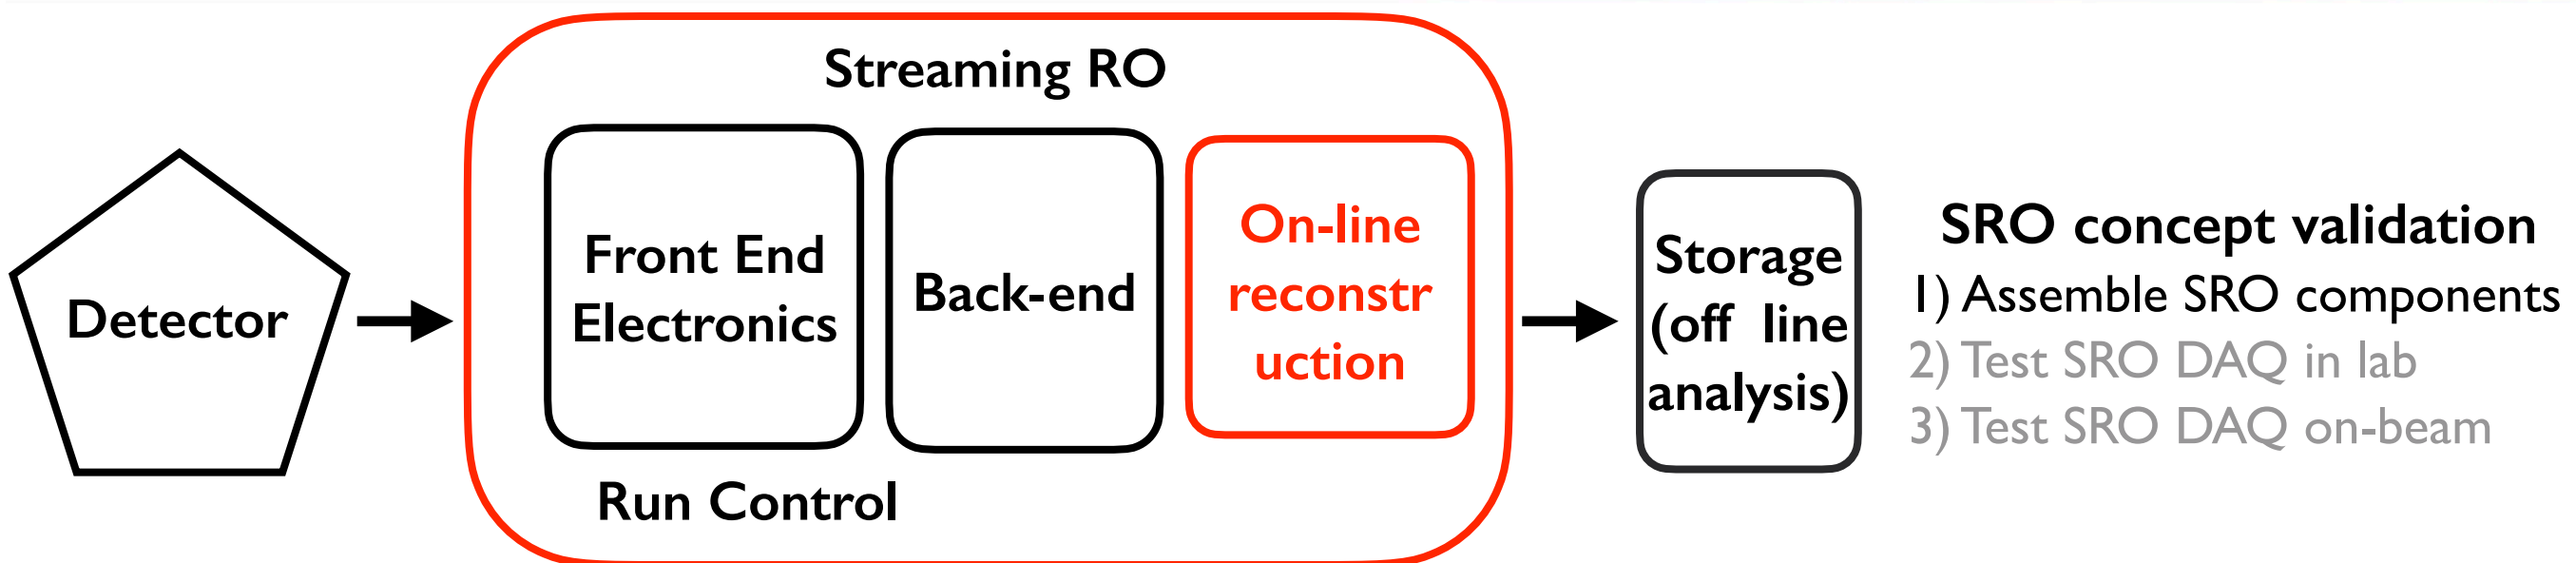 Streaming RO
Detector
Front End
Electronics
Back-end
On-line
reconstr
uction
Run Control
Storage
(off line
analysis)
SRO concept validation
1) Assemble SRO components
2) Test SRO DAQ in lab
3) Test SRO DAQ on-beam